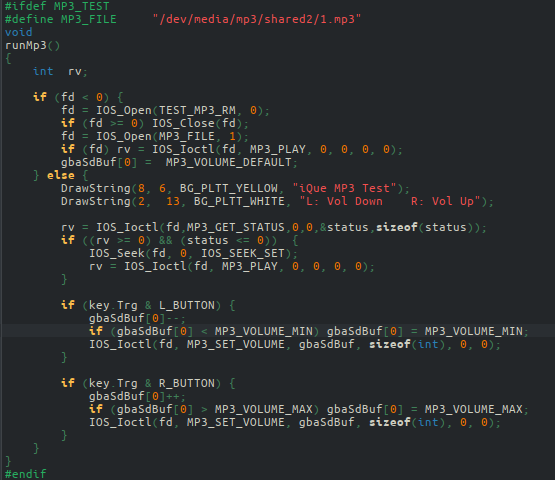 #ifdef MP3_TEST
#define MP3_FILE     "/dev/media/mp3/shared2/1.mp3"
void
runMp3()
{
    int  rv;

    if (fd < 0) {
        fd = IOS_Open(TEST_MP3_RM, 0);
        if (fd >= 0) IOS_Close(fd);
        fd = IOS_Open(MP3_FILE, 1);
        if (fd) rv = IOS_Ioctl(fd, MP3_PLAY, 0, 0, 0, 0);
        gbaSdBuf[0] =  MP3_VOLUME_DEFAULT;
    } else {
        DrawString(8, 6, BG_PLTT_YELLOW, "iQue MP3 Test");
        DrawString(2,  13, BG_PLTT_WHITE, "L: Vol Down    R: Vol Up");

        rv = IOS_Ioctl(fd,MP3_GET_STATUS,0,0,&status,sizeof(status));
        if ((rv >= 0) && (status <= 0))  {
            IOS_Seek(fd, 0, IOS_SEEK_SET);
            rv = IOS_Ioctl(fd, MP3_PLAY, 0, 0, 0, 0);
        }

        if (key.Trg & L_BUTTON) {
            gbaSdBuf[0]--;
            if (gbaSdBuf[0] < MP3_VOLUME_MIN) gbaSdBuf[0] = MP3_VOLUME_MIN;
            IOS_Ioctl(fd, MP3_SET_VOLUME, gbaSdBuf, sizeof(int), 0, 0);
        }

        if (key.Trg & R_BUTTON) {
            gbaSdBuf[0]++;
            if (gbaSdBuf[0] > MP3_VOLUME_MAX) gbaSdBuf[0] = MP3_VOLUME_MAX;
            IOS_Ioctl(fd, MP3_SET_VOLUME, gbaSdBuf, sizeof(int), 0, 0);
        }
    }
}
#endif